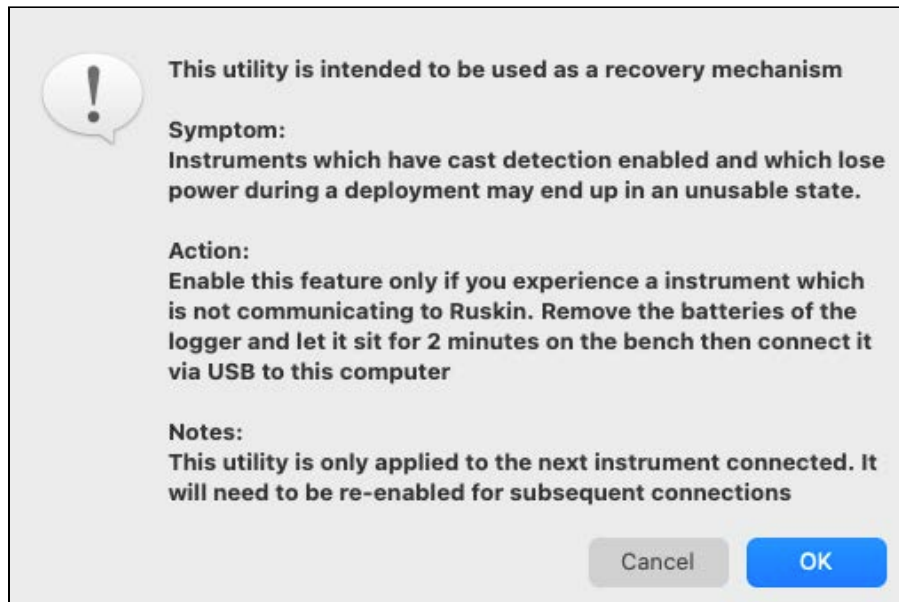 This utility is intended to be used as a recovery mechanism
Symptom:
Instruments which have cast detection enabled and which lose
power during a deployment may end up in an unusable state.
Action:
Enable this feature only if you experience a instrument which
is not communicating to Ruskin. Remove the batteries of the
logger and let it sit for 2 minutes on the bench then connect it
via USB to this computer
Notes:
This utility is only applied to the next instrument connected. It
will need to be re-enabled for subsequent connections
Cancel
OK